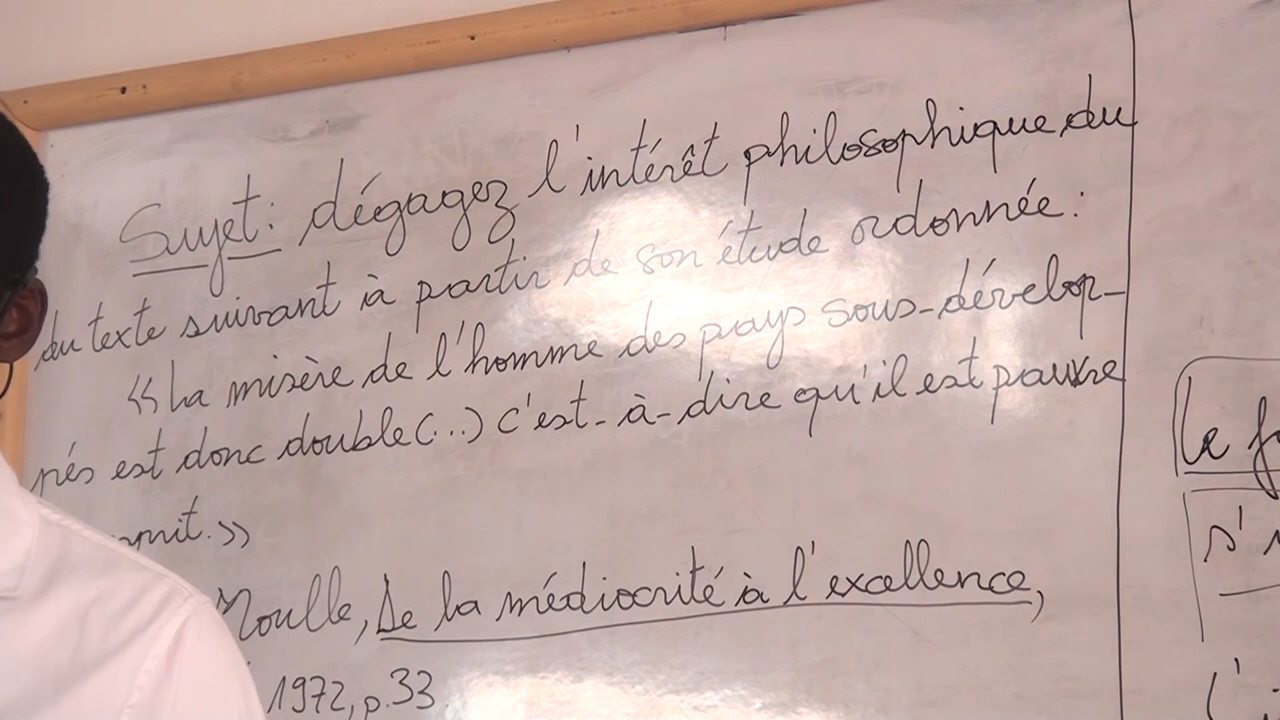 Sujet: dégagez l'intérêt philosophique du
du texte suivant à partir de son étude ordonnée :
«La misère de l'homme des pays sous-dévelop-
pés est donc double (...) c'est-à-dire qu'il est pauvre
»
Moulle, De la médiocrité à l'excellence,
1972, p.33
le
s'
l'